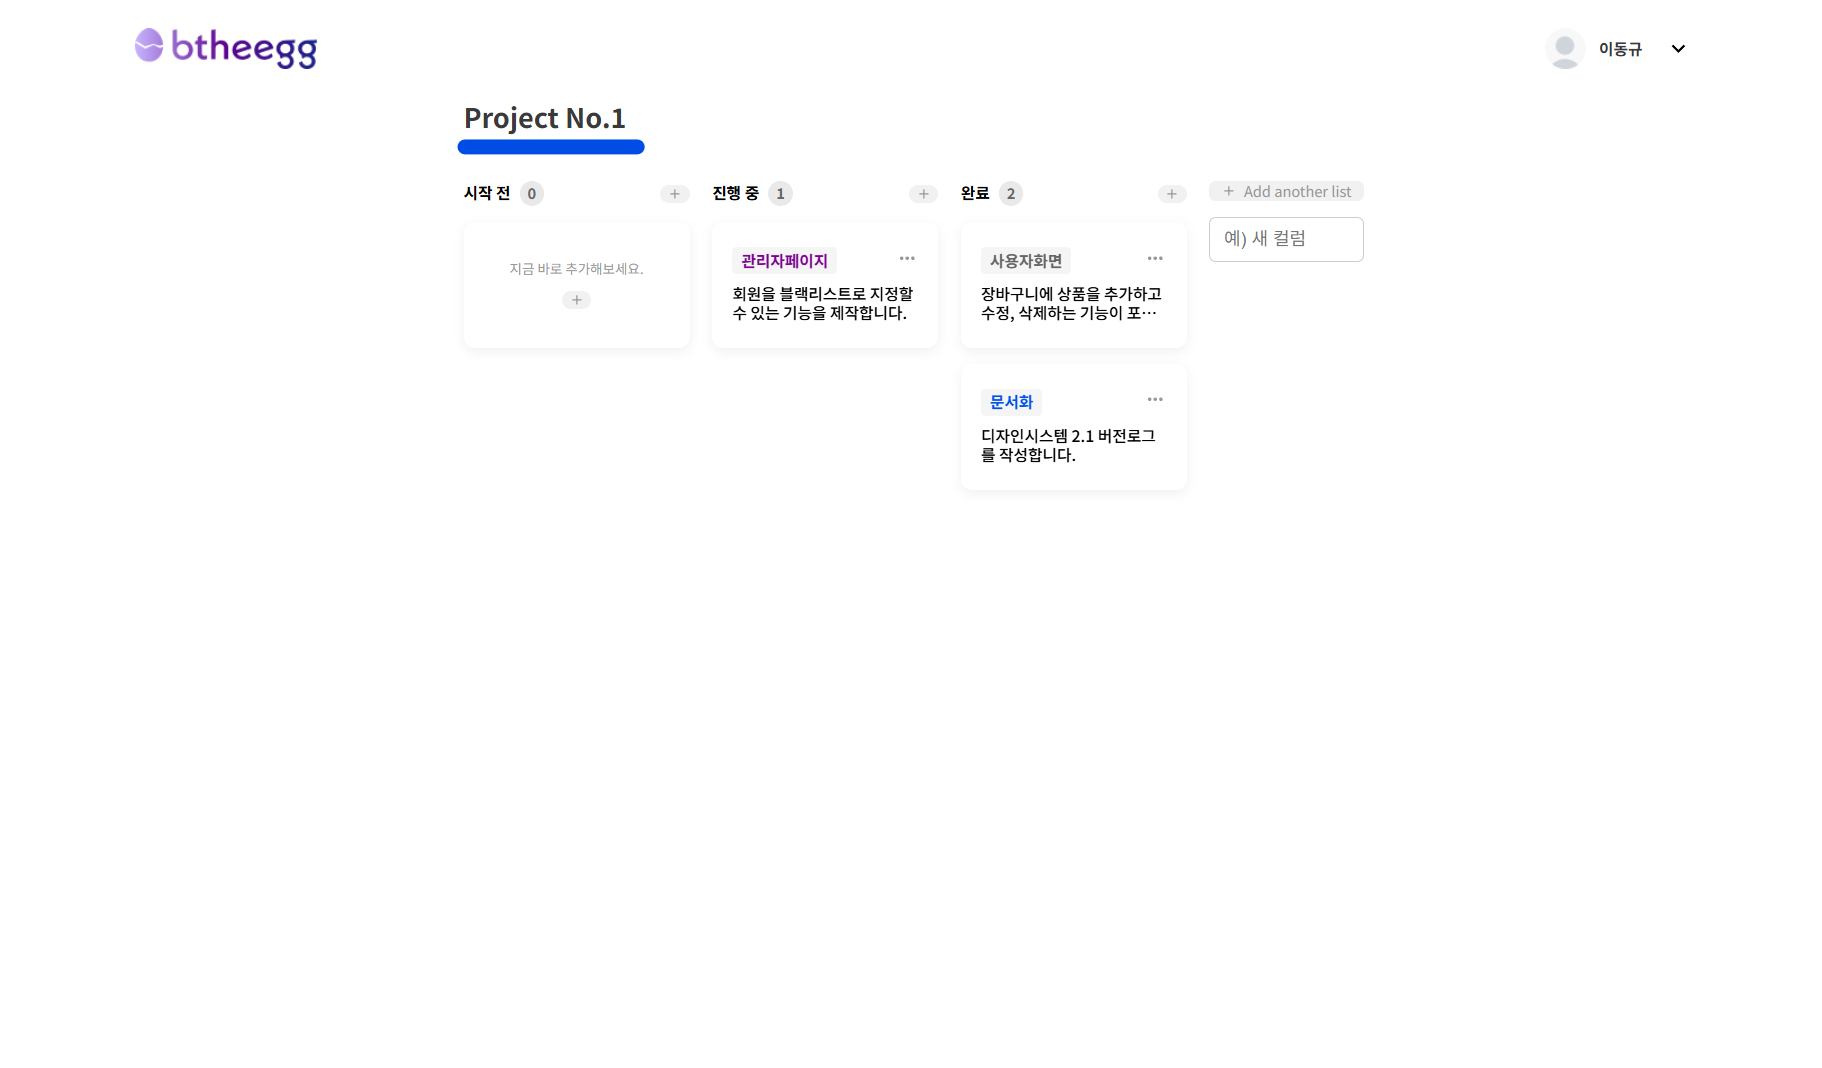 btheegg
이동규
Project No.1
시작 전 0
지금 바로 추가해보세요.
진행 중 1
관리자페이지
회원을 블랙리스트로 지정할
수 있는 기능을 제작합니다.
완료 2
사용자화면
장바구니에 상품을 추가하고
수정, 삭제하는 기능이 포…
문서화
디자인시스템 2.1 버전로그
를 작성합니다.
+ Add another list
예) 새 컬럼